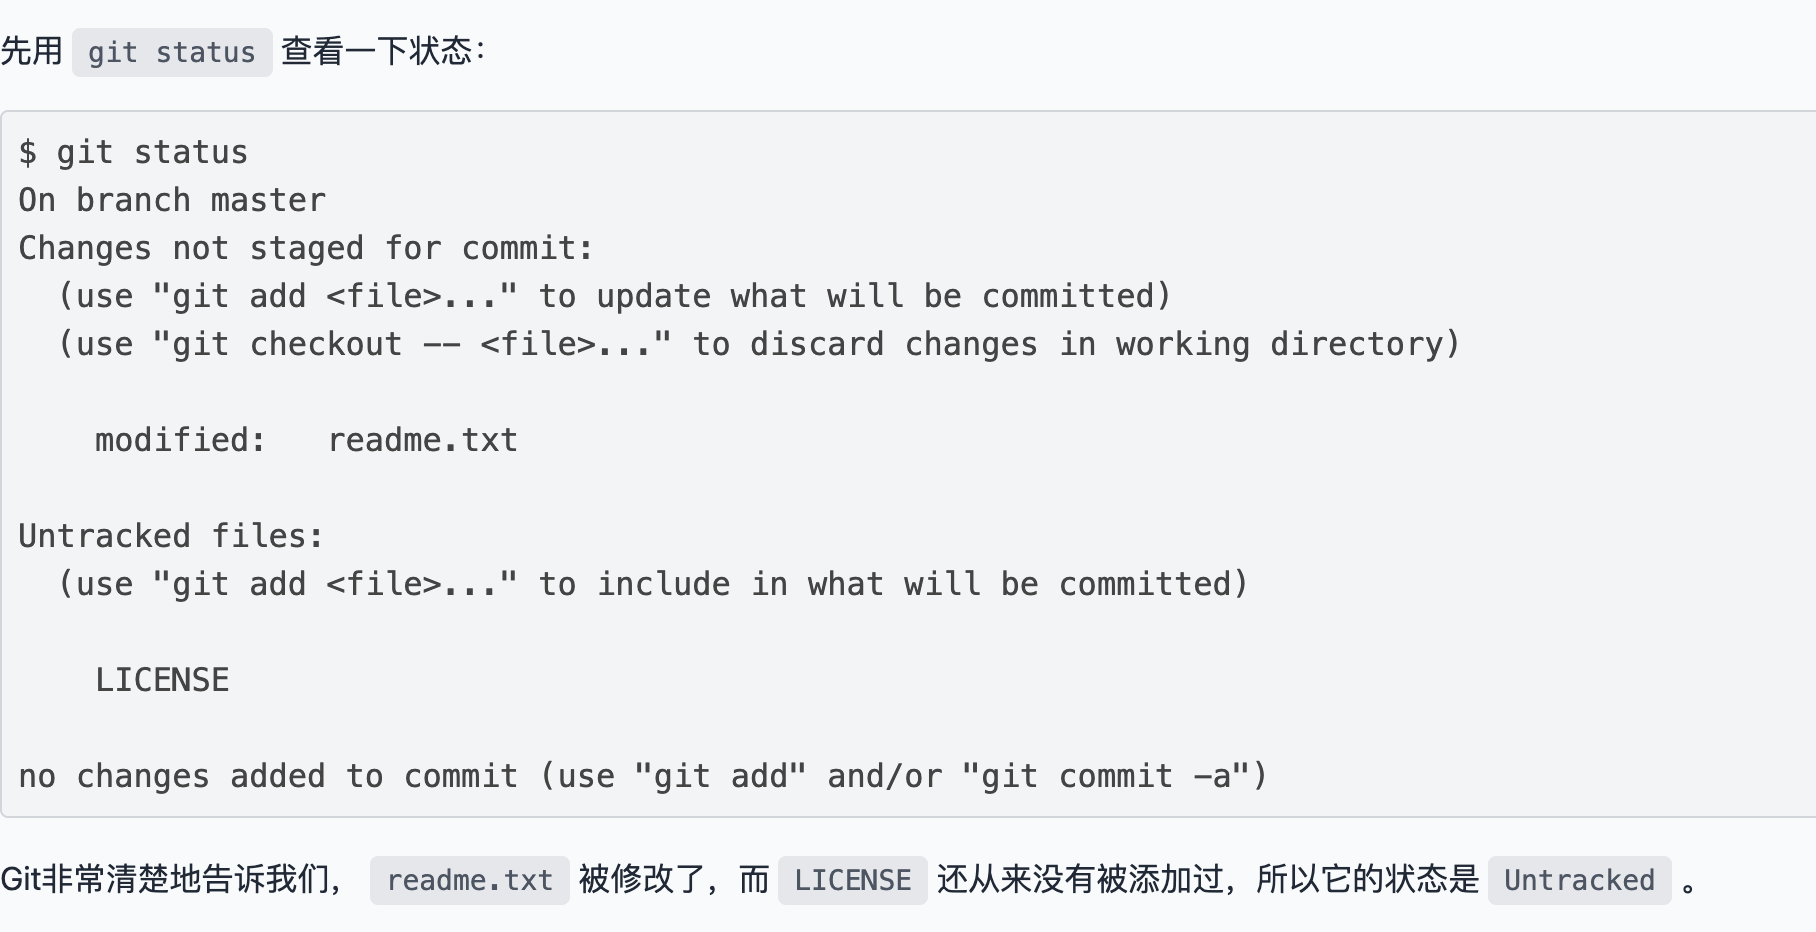 先用 git status 查看一下状态：
$ git status
On branch master
Changes not staged for commit:
  (use "git add <file>..." to update what will be committed)
  (use "git checkout -- <file>..." to discard changes in working directory)
    modified:   readme.txt
Untracked files:
  (use "git add <file>..." to include in what will be committed)
    LICENSE
no changes added to commit (use "git add" and/or "git commit -a")
Git非常清楚地告诉我们， readme.txt 被修改了，而 LICENSE 还从来没有被添加过，所以它的状态是 Untracked 。